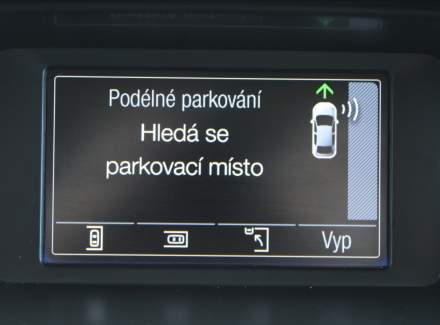 Podélné parkování
Hledá se
parkovací místo
Vyp